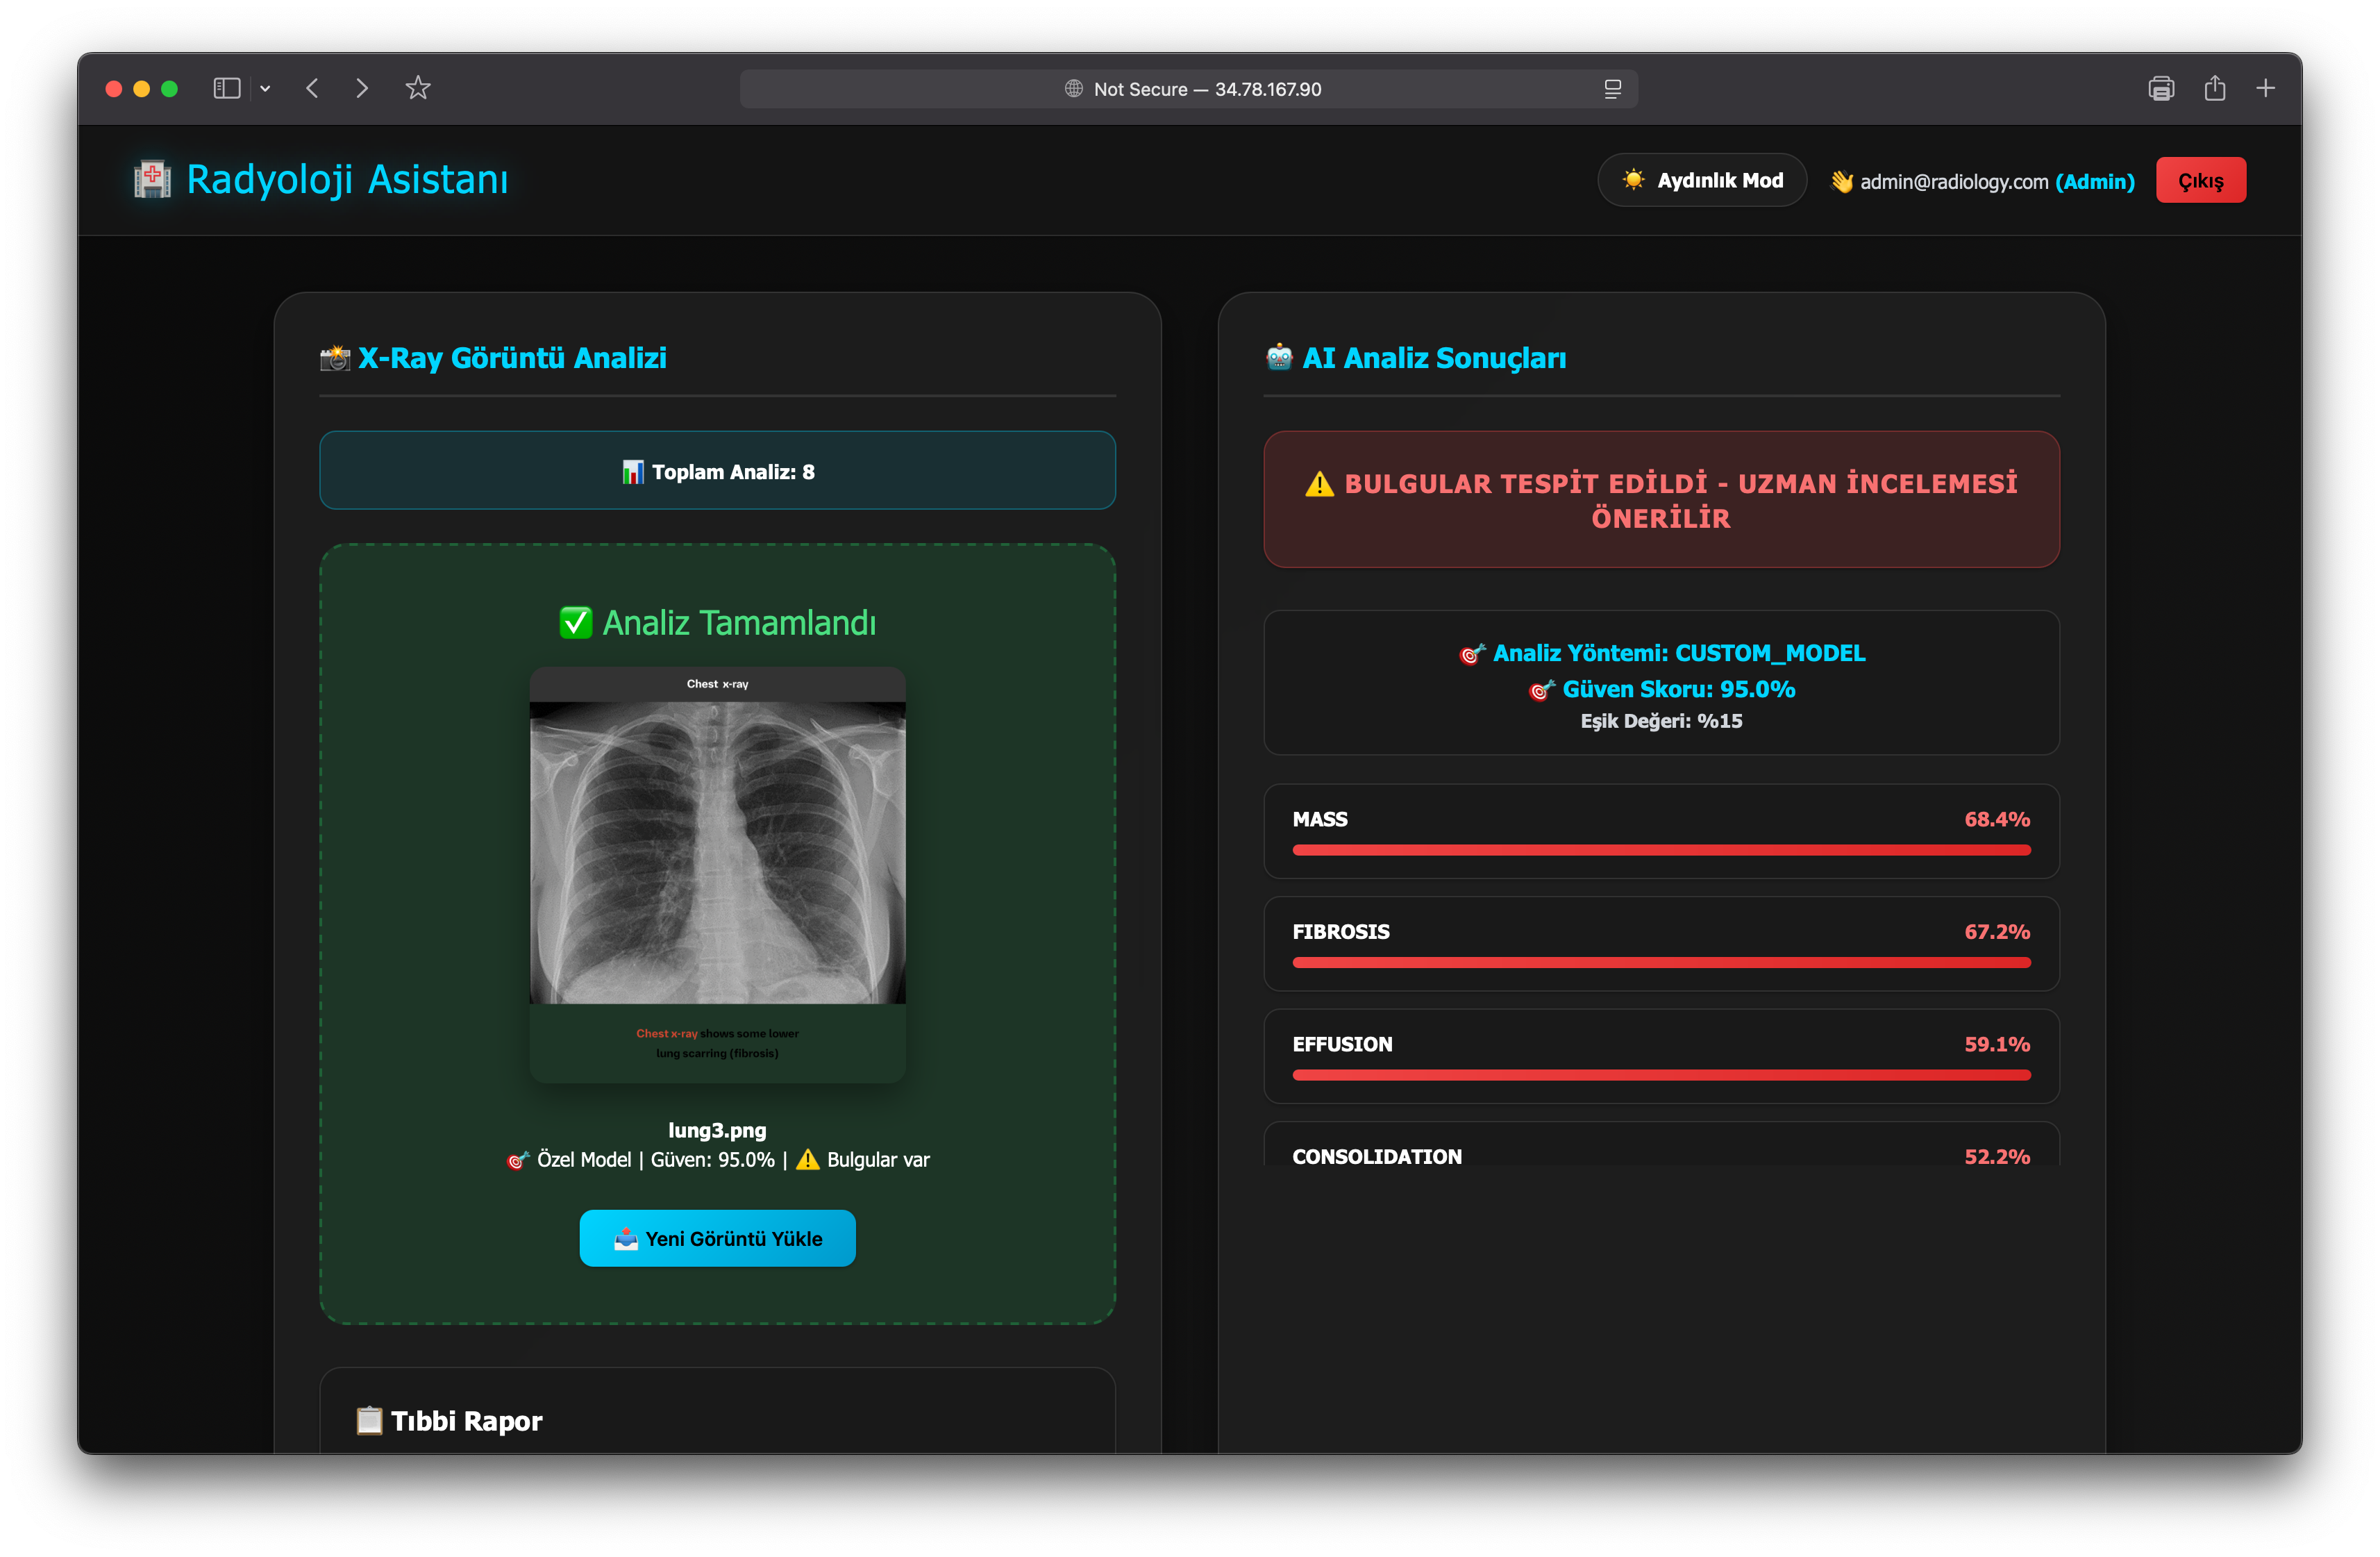 Not Secure — 34.78.167.90
Radyoloji Asistanı
Aydınlık Mod
admin@radiology.com (Admin)
Çıkış
X-Ray Görüntü Analizi
Toplam Analiz: 8
Analiz Tamamlandı
Chest x-ray
Chest x-ray shows some lower
lung scarring (fibrosis)
lung3.png
Özel Model | Güven: 95.0% | ⚠️ Bulgular var
Yeni Görüntü Yükle
Tıbbi Rapor
AI Analiz Sonuçları
BULGULAR TESPİT EDİLDİ - UZMAN İNCELEMESİ
ÖNERİLİR
Analiz Yöntemi: CUSTOM_MODEL
Güven Skoru: 95.0%
Eşik Değeri: %15
MASS 68.4%
FIBROSIS 67.2%
EFFUSION 59.1%
CONSOLIDATION 52.2%